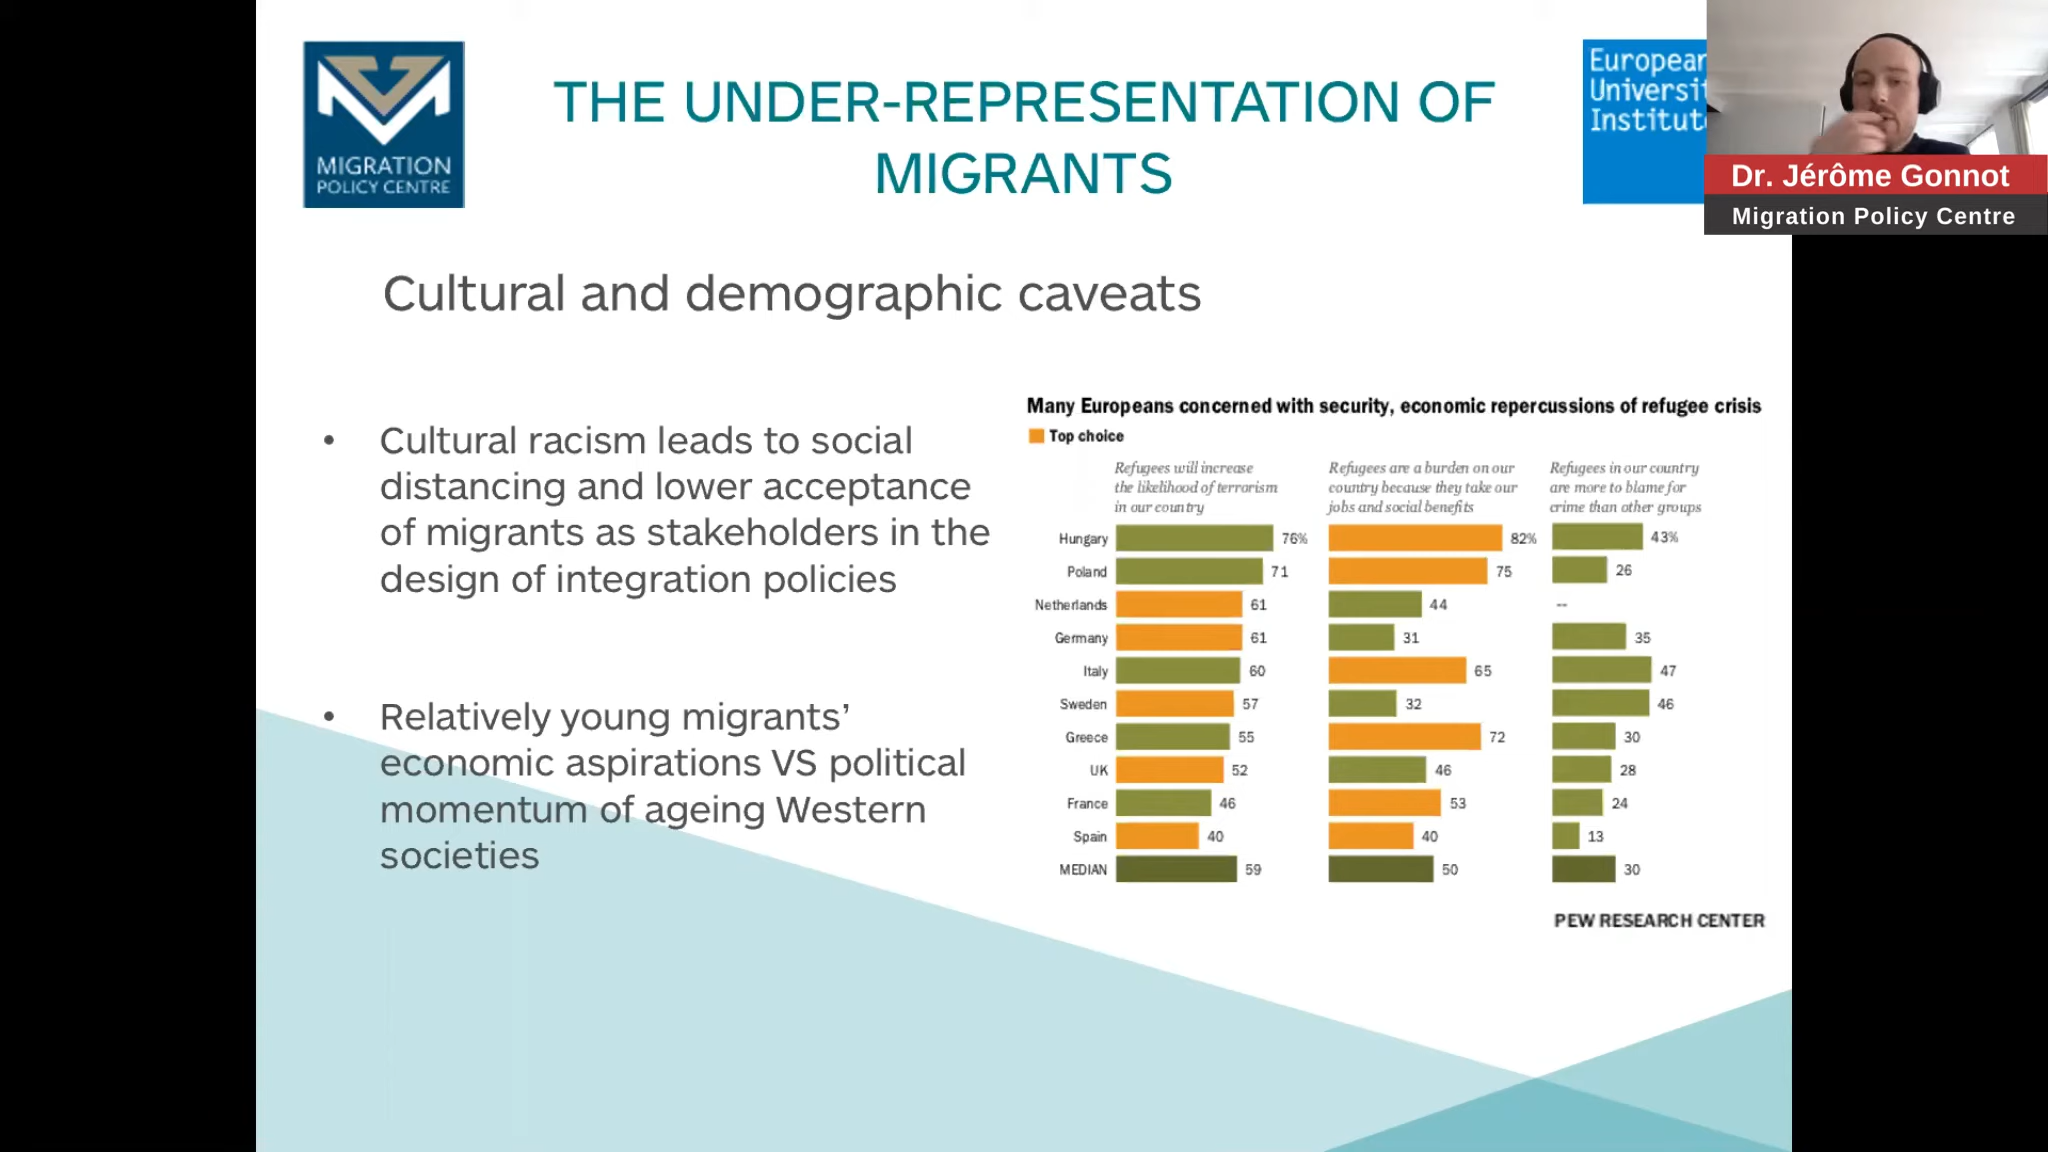 MIGRATION
POLICY CENTRE
THE UNDER-REPRESENTATION OF
MIGRANTS
European
Universit
Institut
Dr. Jérôme Gonnot
Migration Policy Centre
Cultural and demographic caveats
• Cultural racism leads to social
distancing and lower acceptance
of migrants as stakeholders in the
design of integration policies
• Relatively young migrants’
economic aspirations VS political
momentum of ageing Western
societies
Many Europeans concerned with security, economic repercussions of refugee crisis
Top choice
Refugees will increase
the likelihood of terrorism
in our country
Refugees are a burden on our
country because they take our
jobs and social benefits
Refugees in our country
are more to blame for
crime than other groups
Hungary 76% 82% 43%
Poland 71 75 26
Netherlands 61 44 --
Germany 61 31 35
Italy 60 65 47
Sweden 57 32 46
Greece 55 72 30
UK 52 46 28
France 46 53 24
Spain 40 40 13
MEDIAN 59 50 30
PEW RESEARCH CENTER